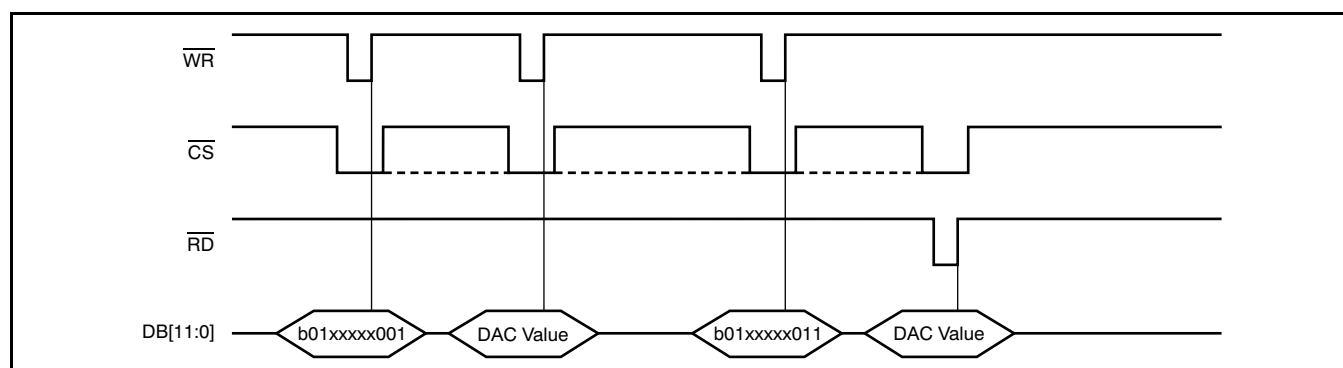 WR
CS
RD
DB[11:0]
b01xxxxx001
DAC Value
b01xxxxx011
DAC Value